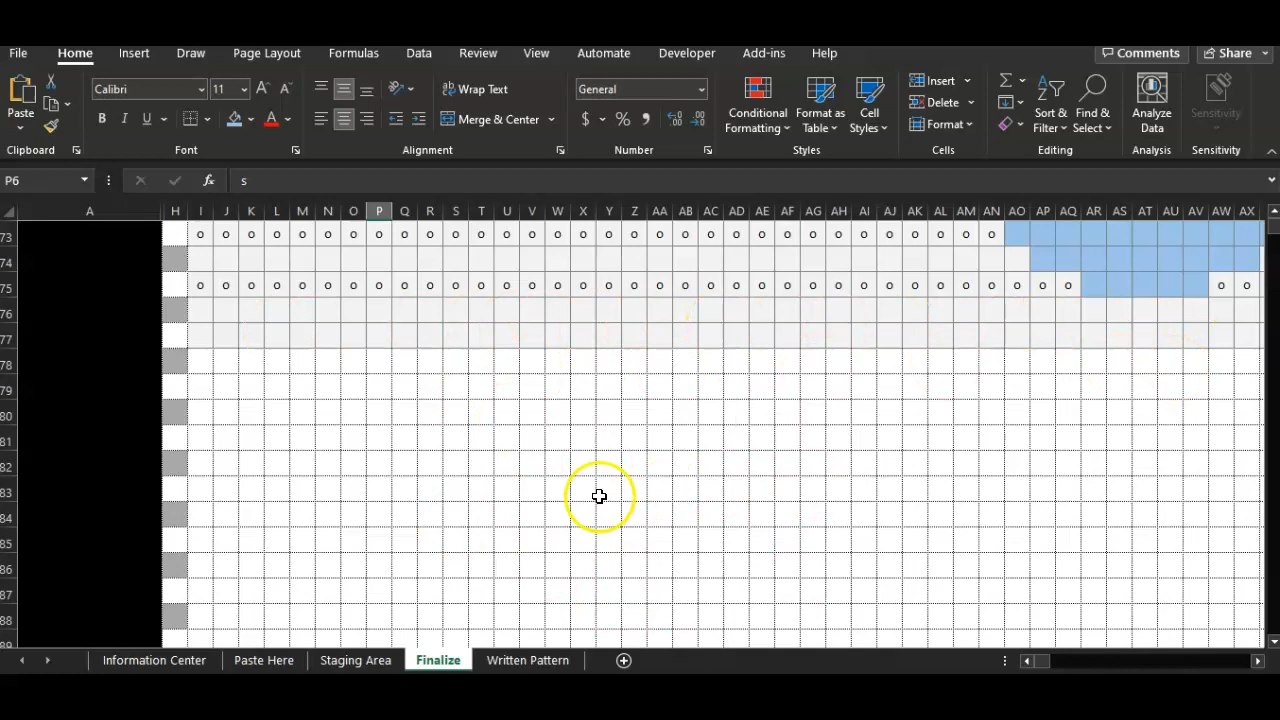 File Home Insert Draw Page Layout Formulas Data Review View Automate Developer Add-ins Help Comments Share
Calibri 11 Wrap Text General Insert
Paste Conditional Formatting Format as Table Cell Styles Delete Sort & Filter Find & Select Analyze Data Sensitivity
B I U A Merge & Center $ % Format
Clipboard Font Alignment Number Styles Cells Editing Analysis Sensitivity
P6 fx s
A H I J K L M N O P Q R S T U V W X Y Z AA AB AC AD AE AF AG AH AI AJ AK AL AM AN AO AP AQ AR AS AT AU AV AW AX
73 o o o o o o o o o o o o o o o o o o o o o o o o o o o o o o o o
74
75 o o o o o o o o o o o o o o o o o o o o o o o o o o o o o o o o o o o o o
76
77
78
79
80
81
82
83
84
85
86
87
88
89
Information Center Paste Here Staging Area Finalize Written Pattern